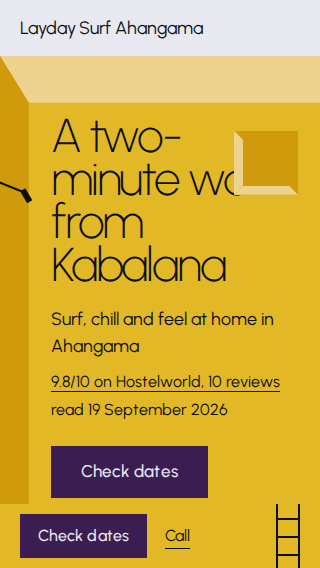 Layday Surf Ahangama
A two-
minute
from
Kabalana
Surf, chill and feel at home in
Ahangama
9.8/10 on Hostelworld, 10 reviews
read 19 September 2026
Check dates
Check dates
Call